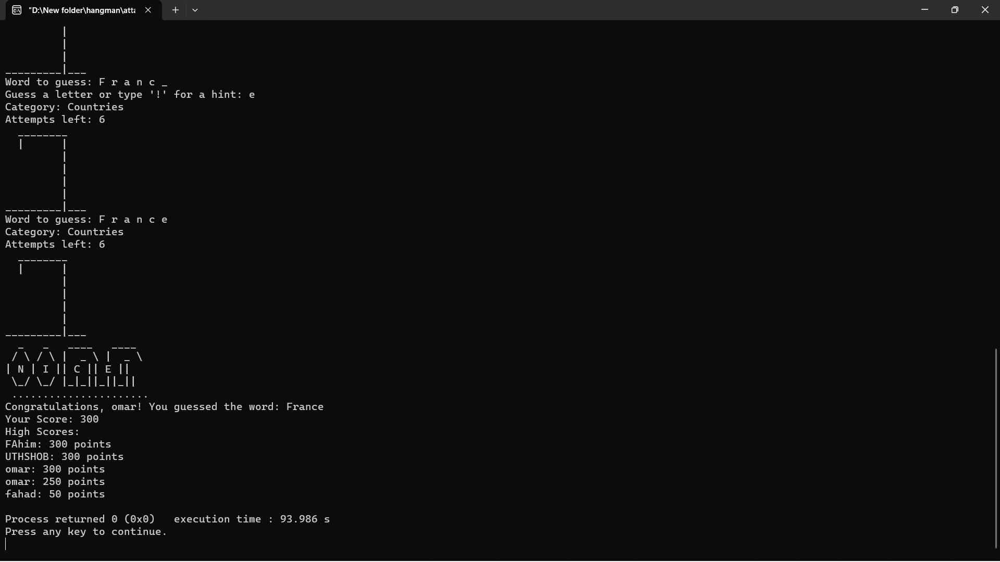 "D:\New folder\hangman\atta
         |
         |
         |
_________|___
Word to guess: F r a n c _
Guess a letter or type '!' for a hint: e
Category: Countries
Attempts left: 6
  ________
  |      |
         |
         |
         |
         |
_________|___
Word to guess: F r a n c e
Category: Countries
Attempts left: 6
  ________
  |      |
         |
         |
         |
         |
_________|___
  _   _   ____   ____
 / \ / \ |  _ \ |  _ \
| N | I || C || E ||
 \_/ \_/ |_|_||_||_||
 ......................
Congratulations, omar! You guessed the word: France
Your Score: 300
High Scores:
FAhim: 300 points
UTHSHOB: 300 points
omar: 300 points
omar: 250 points
fahad: 50 points
Process returned 0 (0x0)   execution time : 93.986 s
Press any key to continue.